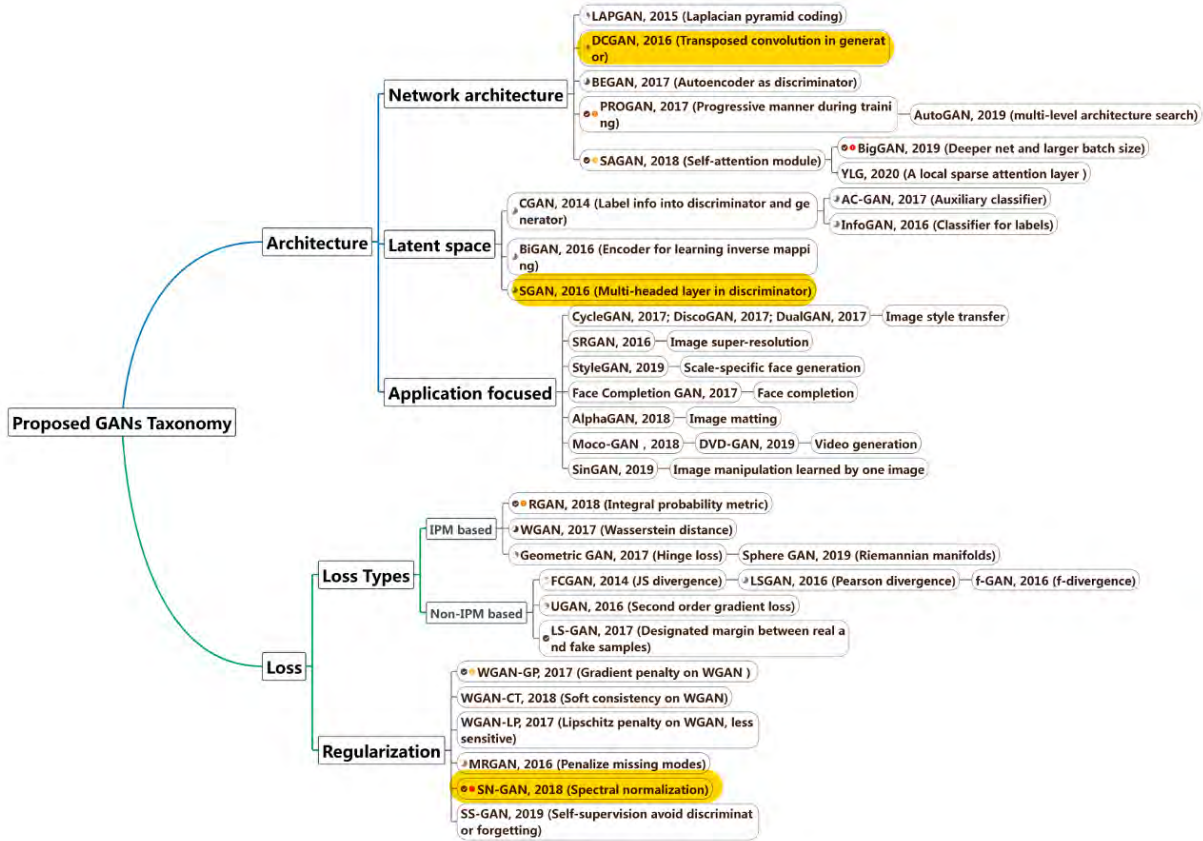 LAPGAN, 2015 (Laplacian pyramid coding)
DCGAN, 2016 (Transposed convolution in generat
or)
BEGAN, 2017 (Autoencoder as discriminator)
Network architecture
PROGAN, 2017 (Progressive manner during traini
ng)
AutoGAN, 2019 (multi-level architecture search)
SAGAN, 2018 (Self-attention module)
BigGAN, 2019 (Deeper net and larger batch size)
YLG, 2020 (A local sparse attention layer )
CGAN, 2014 (Label info into discriminator and ge
nerator)
AC-GAN, 2017 (Auxiliary classifier)
InfoGAN, 2016 (Classifier for labels)
Architecture
Latent space
BiGAN, 2016 (Encoder for learning inverse mappi
ng)
SGAN, 2016 (Multi-headed layer in discriminator)
CycleGAN, 2017; DiscoGAN, 2017; DualGAN, 2017
Image style transfer
SRGAN, 2016
Image super-resolution
StyleGAN, 2019
Scale-specific face generation
Application focused
Face Completion GAN, 2017
Face completion
AlphaGAN, 2018
Image matting
Moco-GAN , 2018
DVD-GAN, 2019
Video generation
SinGAN, 2019
Image manipulation learned by one image
Proposed GANs Taxonomy
RGAN, 2018 (Integral probability metric)
IPM based
WGAN, 2017 (Wasserstein distance)
Geometric GAN, 2017 (Hinge loss)
Sphere GAN, 2019 (Riemannian manifolds)
Loss Types
FCGAN, 2014 (JS divergence)
LSGAN, 2016 (Pearson divergence)
f-GAN, 2016 (f-divergence)
Non-IPM based
UGAN, 2016 (Second order gradient loss)
LS-GAN, 2017 (Designated margin between real a
nd fake samples)
Loss
WGAN-GP, 2017 (Gradient penalty on WGAN )
WGAN-CT, 2018 (Soft consistency on WGAN)
WGAN-LP, 2017 (Lipschitz penalty on WGAN, less
sensitive)
Regularization
MRGAN, 2016 (Penalize missing modes)
SN-GAN, 2018 (Spectral normalization)
SS-GAN, 2019 (Self-supervision avoid discriminat
or forgetting)